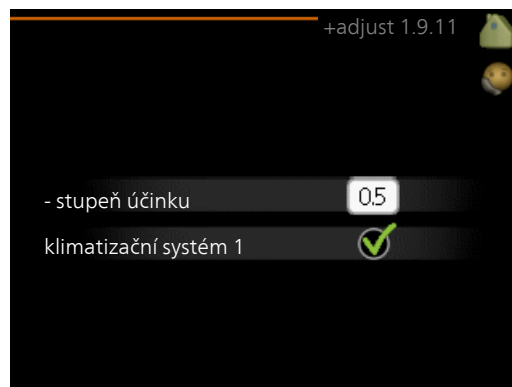 +adjust 1.9.11
- stupeň účinku 0.5
klimatizační systém 1